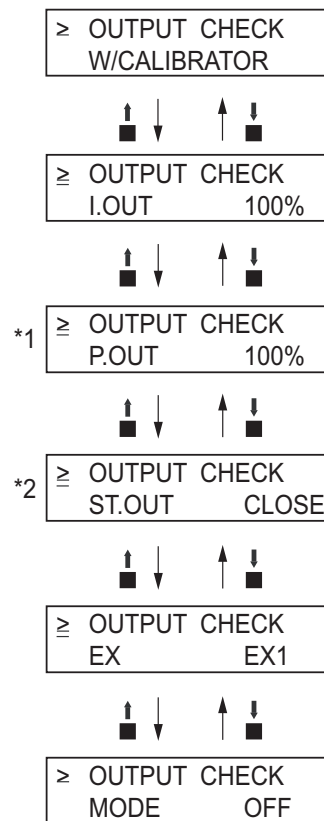 ≥ OUTPUT CHECK
W/CALIBRATOR
≧ OUTPUT CHECK
I.OUT 100%
*1 ≧ OUTPUT CHECK
P.OUT 100%
*2 ≧ OUTPUT CHECK
ST.OUT CLOSE
≧ OUTPUT CHECK
EX EX1
≥ OUTPUT CHECK
MODE OFF